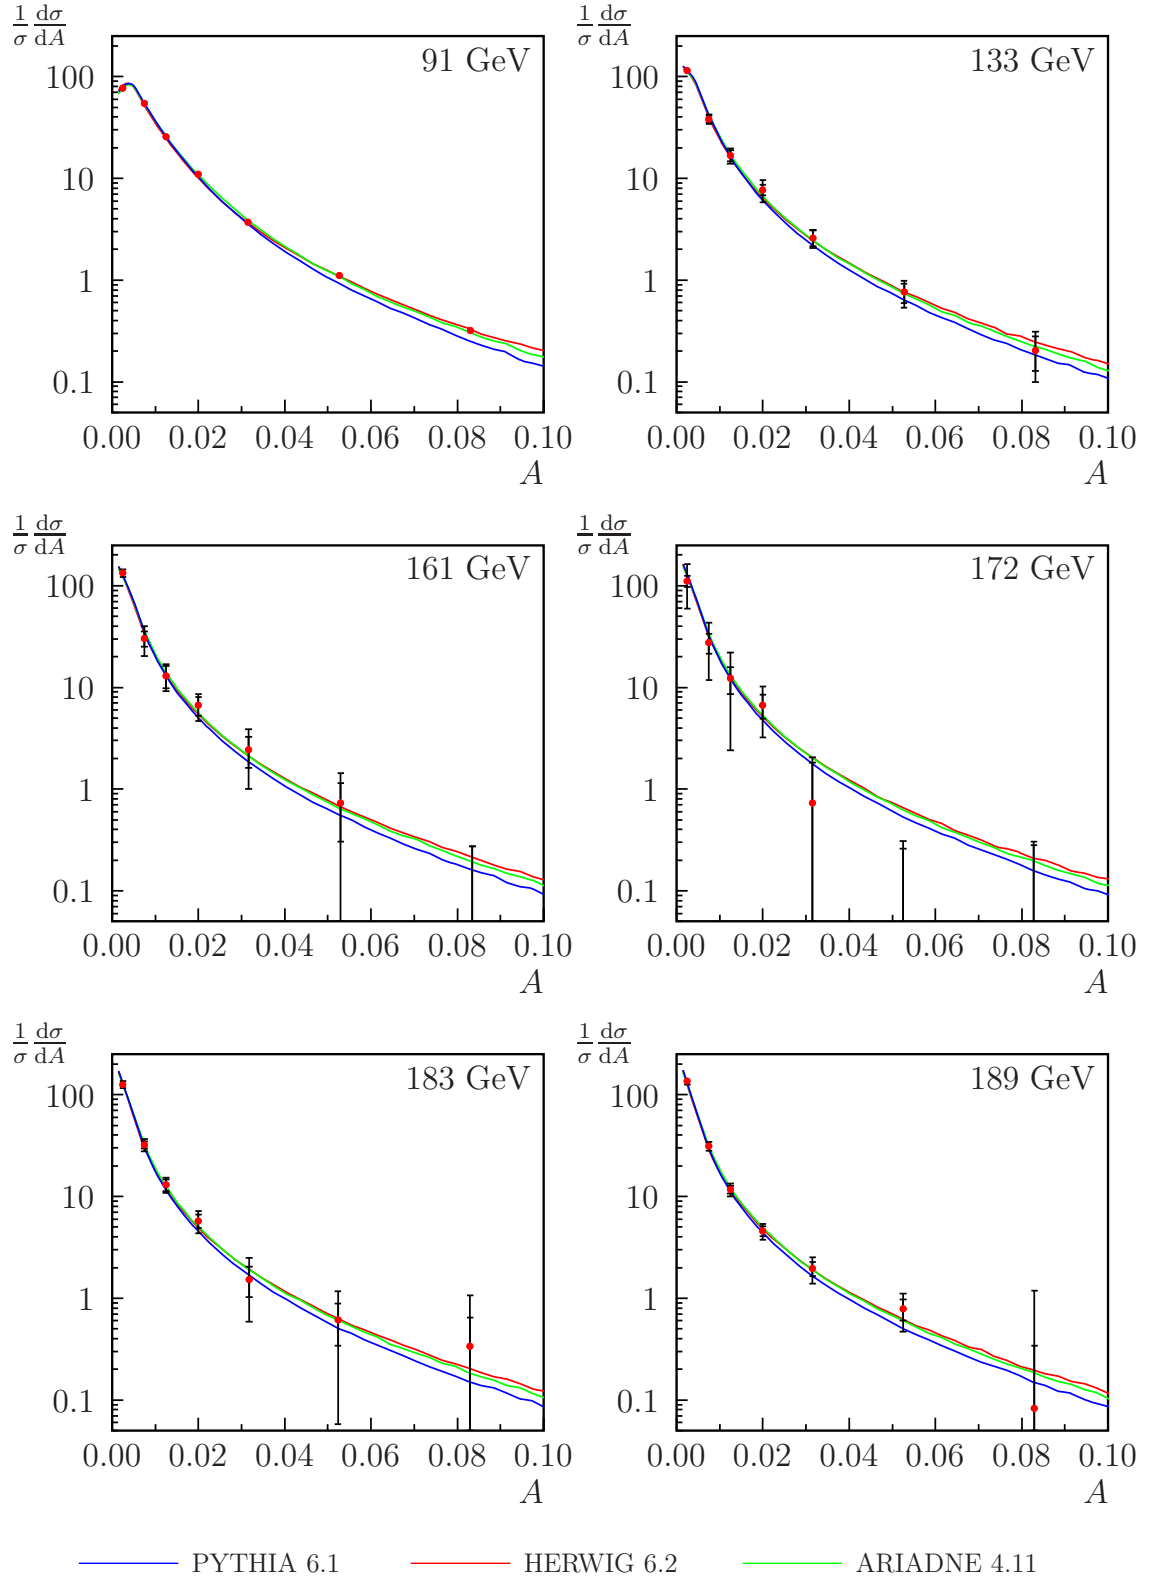 1/σ dσ/dA
91 GeV
100
10
1
0.1
0.00 0.02 0.04 0.06 0.08 0.10
A
1/σ dσ/dA
133 GeV
100
10
1
0.1
0.00 0.02 0.04 0.06 0.08 0.10
A
1/σ dσ/dA
161 GeV
100
10
1
0.1
0.00 0.02 0.04 0.06 0.08 0.10
A
1/σ dσ/dA
172 GeV
100
10
1
0.1
0.00 0.02 0.04 0.06 0.08 0.10
A
1/σ dσ/dA
183 GeV
100
10
1
0.1
0.00 0.02 0.04 0.06 0.08 0.10
A
1/σ dσ/dA
189 GeV
100
10
1
0.1
0.00 0.02 0.04 0.06 0.08 0.10
A
PYTHIA 6.1 HERWIG 6.2 ARIADNE 4.11